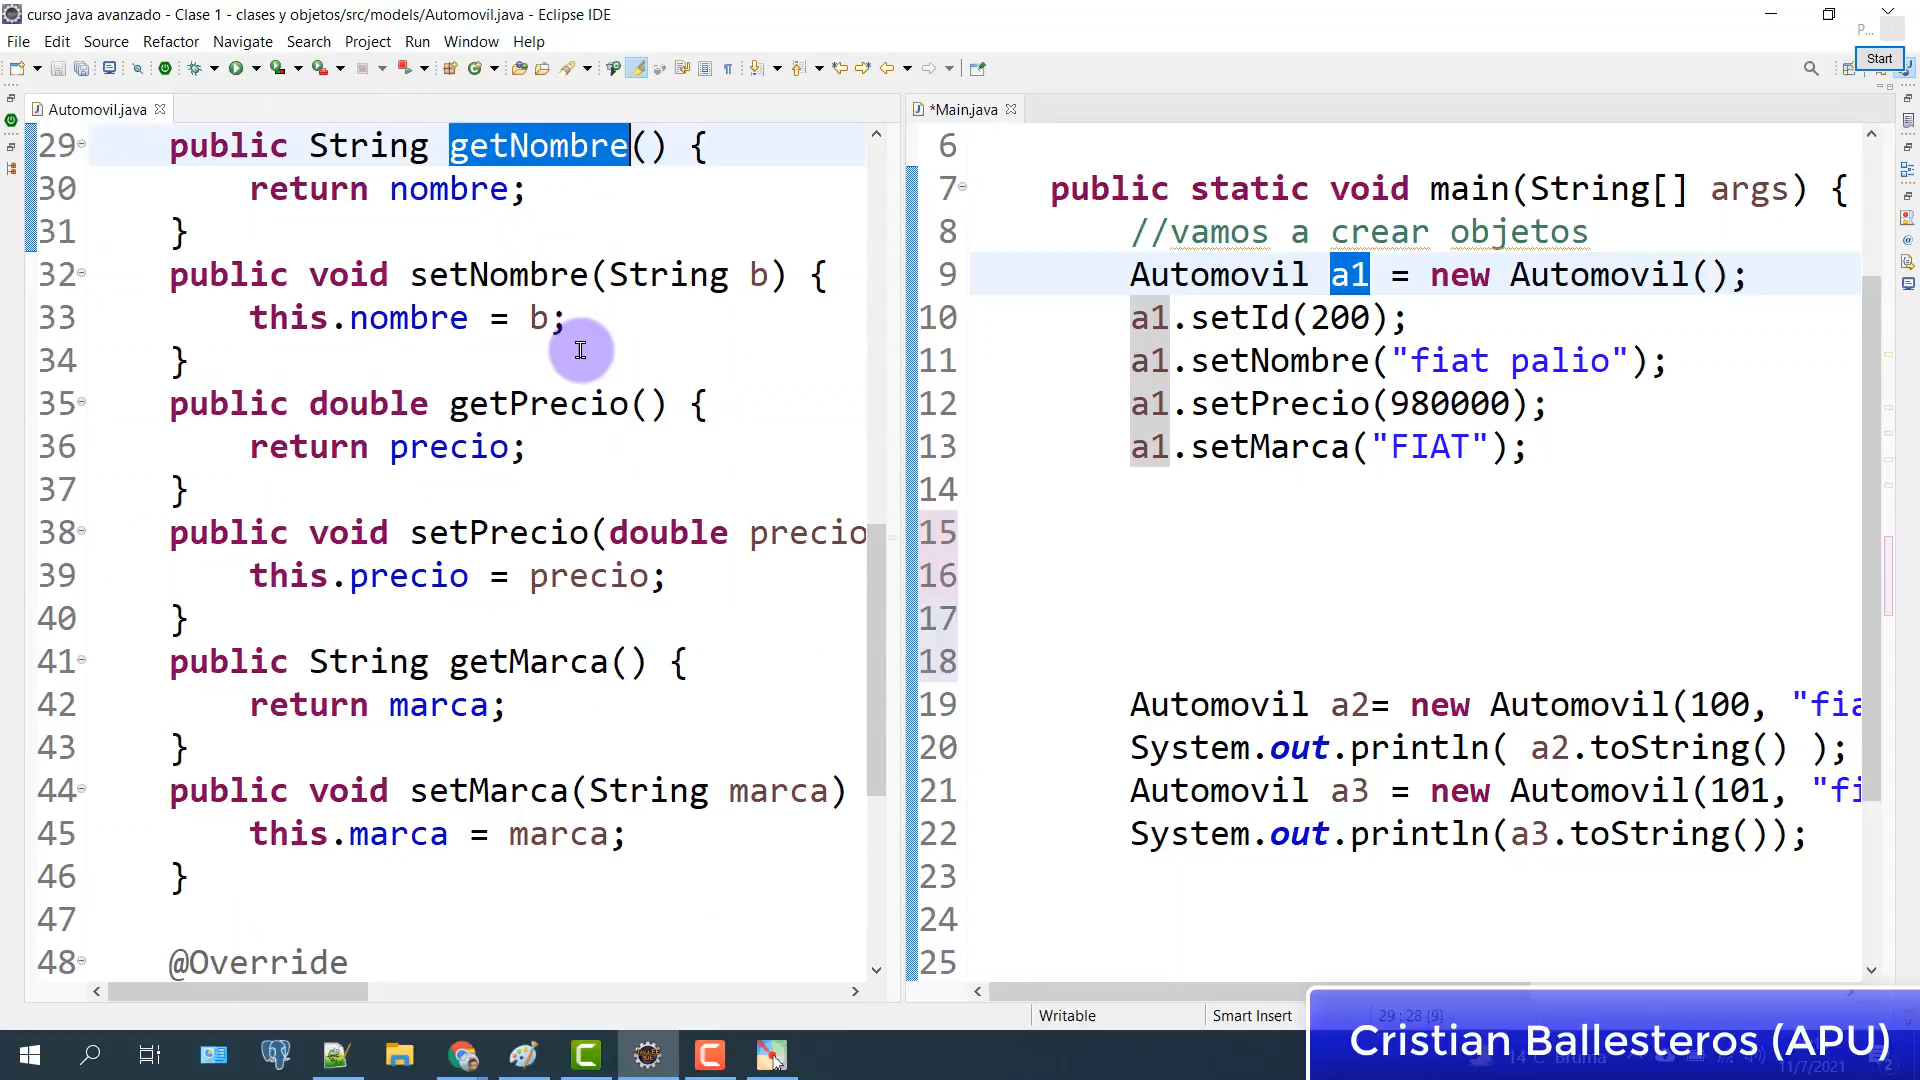 curso java avanzado - Clase 1 - clases y objetos/src/models/Automovil.java - Eclipse IDE
P...
File Edit Source Refactor Navigate Search Project Run Window Help
Start
Automovil.java
29 public String getNombre() {
30 return nombre;
31 }
32 public void setNombre(String b) {
33 this.nombre = b;
34 }
35 public double getPrecio() {
36 return precio;
37 }
38 public void setPrecio(double precio
39 this.precio = precio;
40 }
41 public String getMarca() {
42 return marca;
43 }
44 public void setMarca(String marca)
45 this.marca = marca;
46 }
47
48 @Override
*Main.java
6
7 public static void main(String[] args) {
8 //vamos a crear objetos
9 Automovil a1 = new Automovil();
10 a1.setId(200);
11 a1.setNombre("fiat palio");
12 a1.setPrecio(980000);
13 a1.setMarca("FIAT");
14
15
16
17
18
19 Automovil a2= new Automovil(100, "fia
20 System.out.println( a2.toString() );
21 Automovil a3 = new Automovil(101, "fi
22 System.out.println(a3.toString());
23
24
25
Writable Smart Insert 29 : 28 [9]
Cristian Ballesteros (APU)
14°C Bruma
11/7/2021